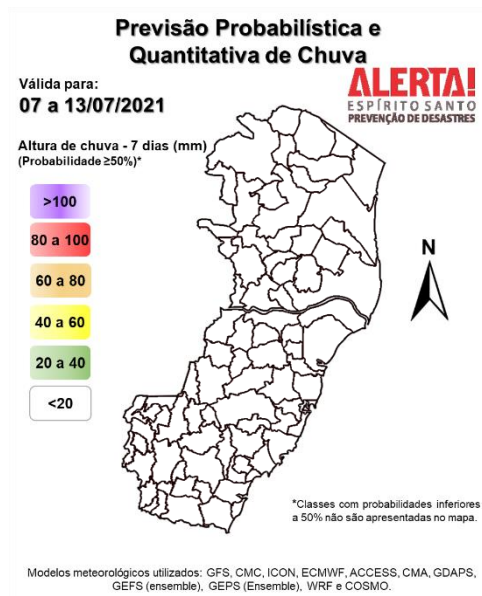 Previsão Probabilística e
Quantitativa de Chuva
Válida para:
07 a 13/07/2021
ALERTA!
ESPÍRITO SANTO
PREVENÇÃO DE DESASTRES
Altura de chuva - 7 dias (mm)
(Probabilidade ≥50%)*
>100
80 a 100
60 a 80
40 a 60
20 a 40
<20
N
*Classes com probabilidades inferiores
a 50% não são apresentadas no mapa.
Modelos meteorológicos utilizados: GFS, CMC, ICON, ECMWF, ACCESS, CMA, GDAPS,
GEFS (ensemble), GEPS (Ensemble), WRF e COSMO.